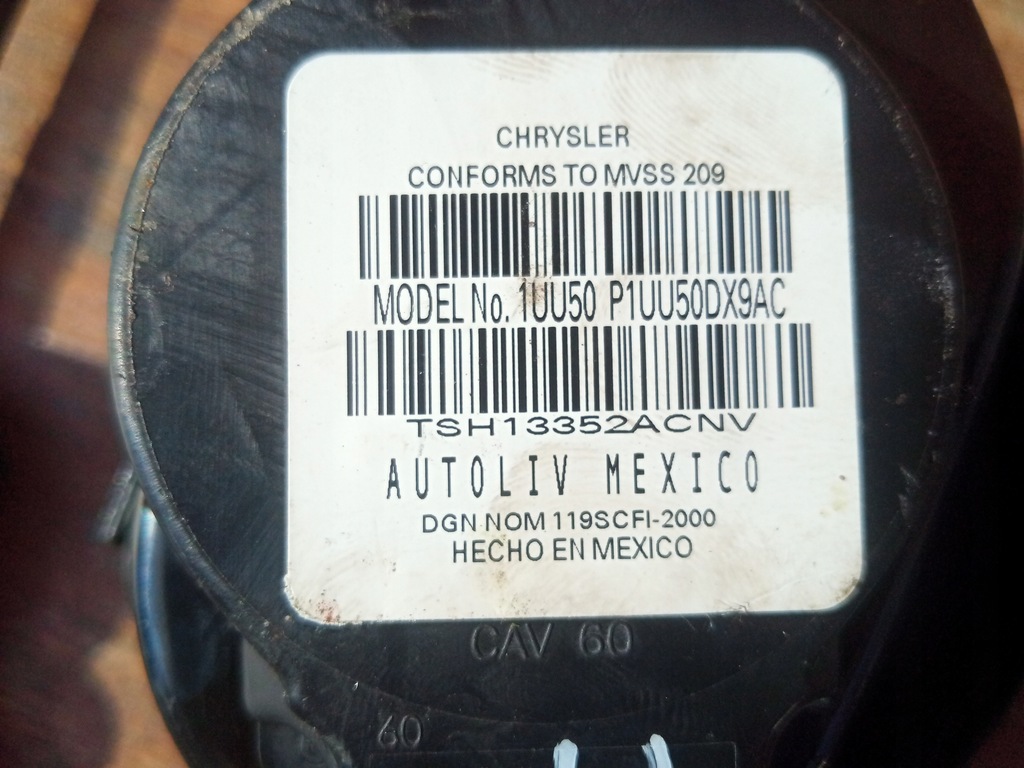 CHRYSLER
CONFORMS TO MVSS 209
MODEL No. 1UU50 P1UU50DX9AC
TSH13352ACNV
AUTOLIV MEXICO
DGN NOM 119SCFI-2000
HECHO EN MEXICO
CAV 60
60